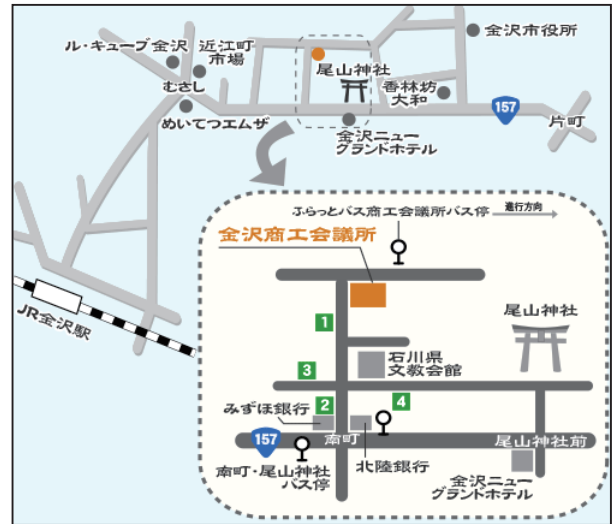 金沢市役所
ル・キューブ金沢
近江町
市場
尾山神社
むさし
香林坊
大和
157
めいてつエムザ
金沢ニュー
グランドホテル
片町
ふらっとバス商工会議所バス停
進行方向
金沢商工会議所
JR金沢駅
1
尾山神社
石川県
文教会館
3
みずほ銀行
2
4
157
南町
尾山神社前
南町・尾山神社
バス停
北陸銀行
金沢ニュー
グランドホテル